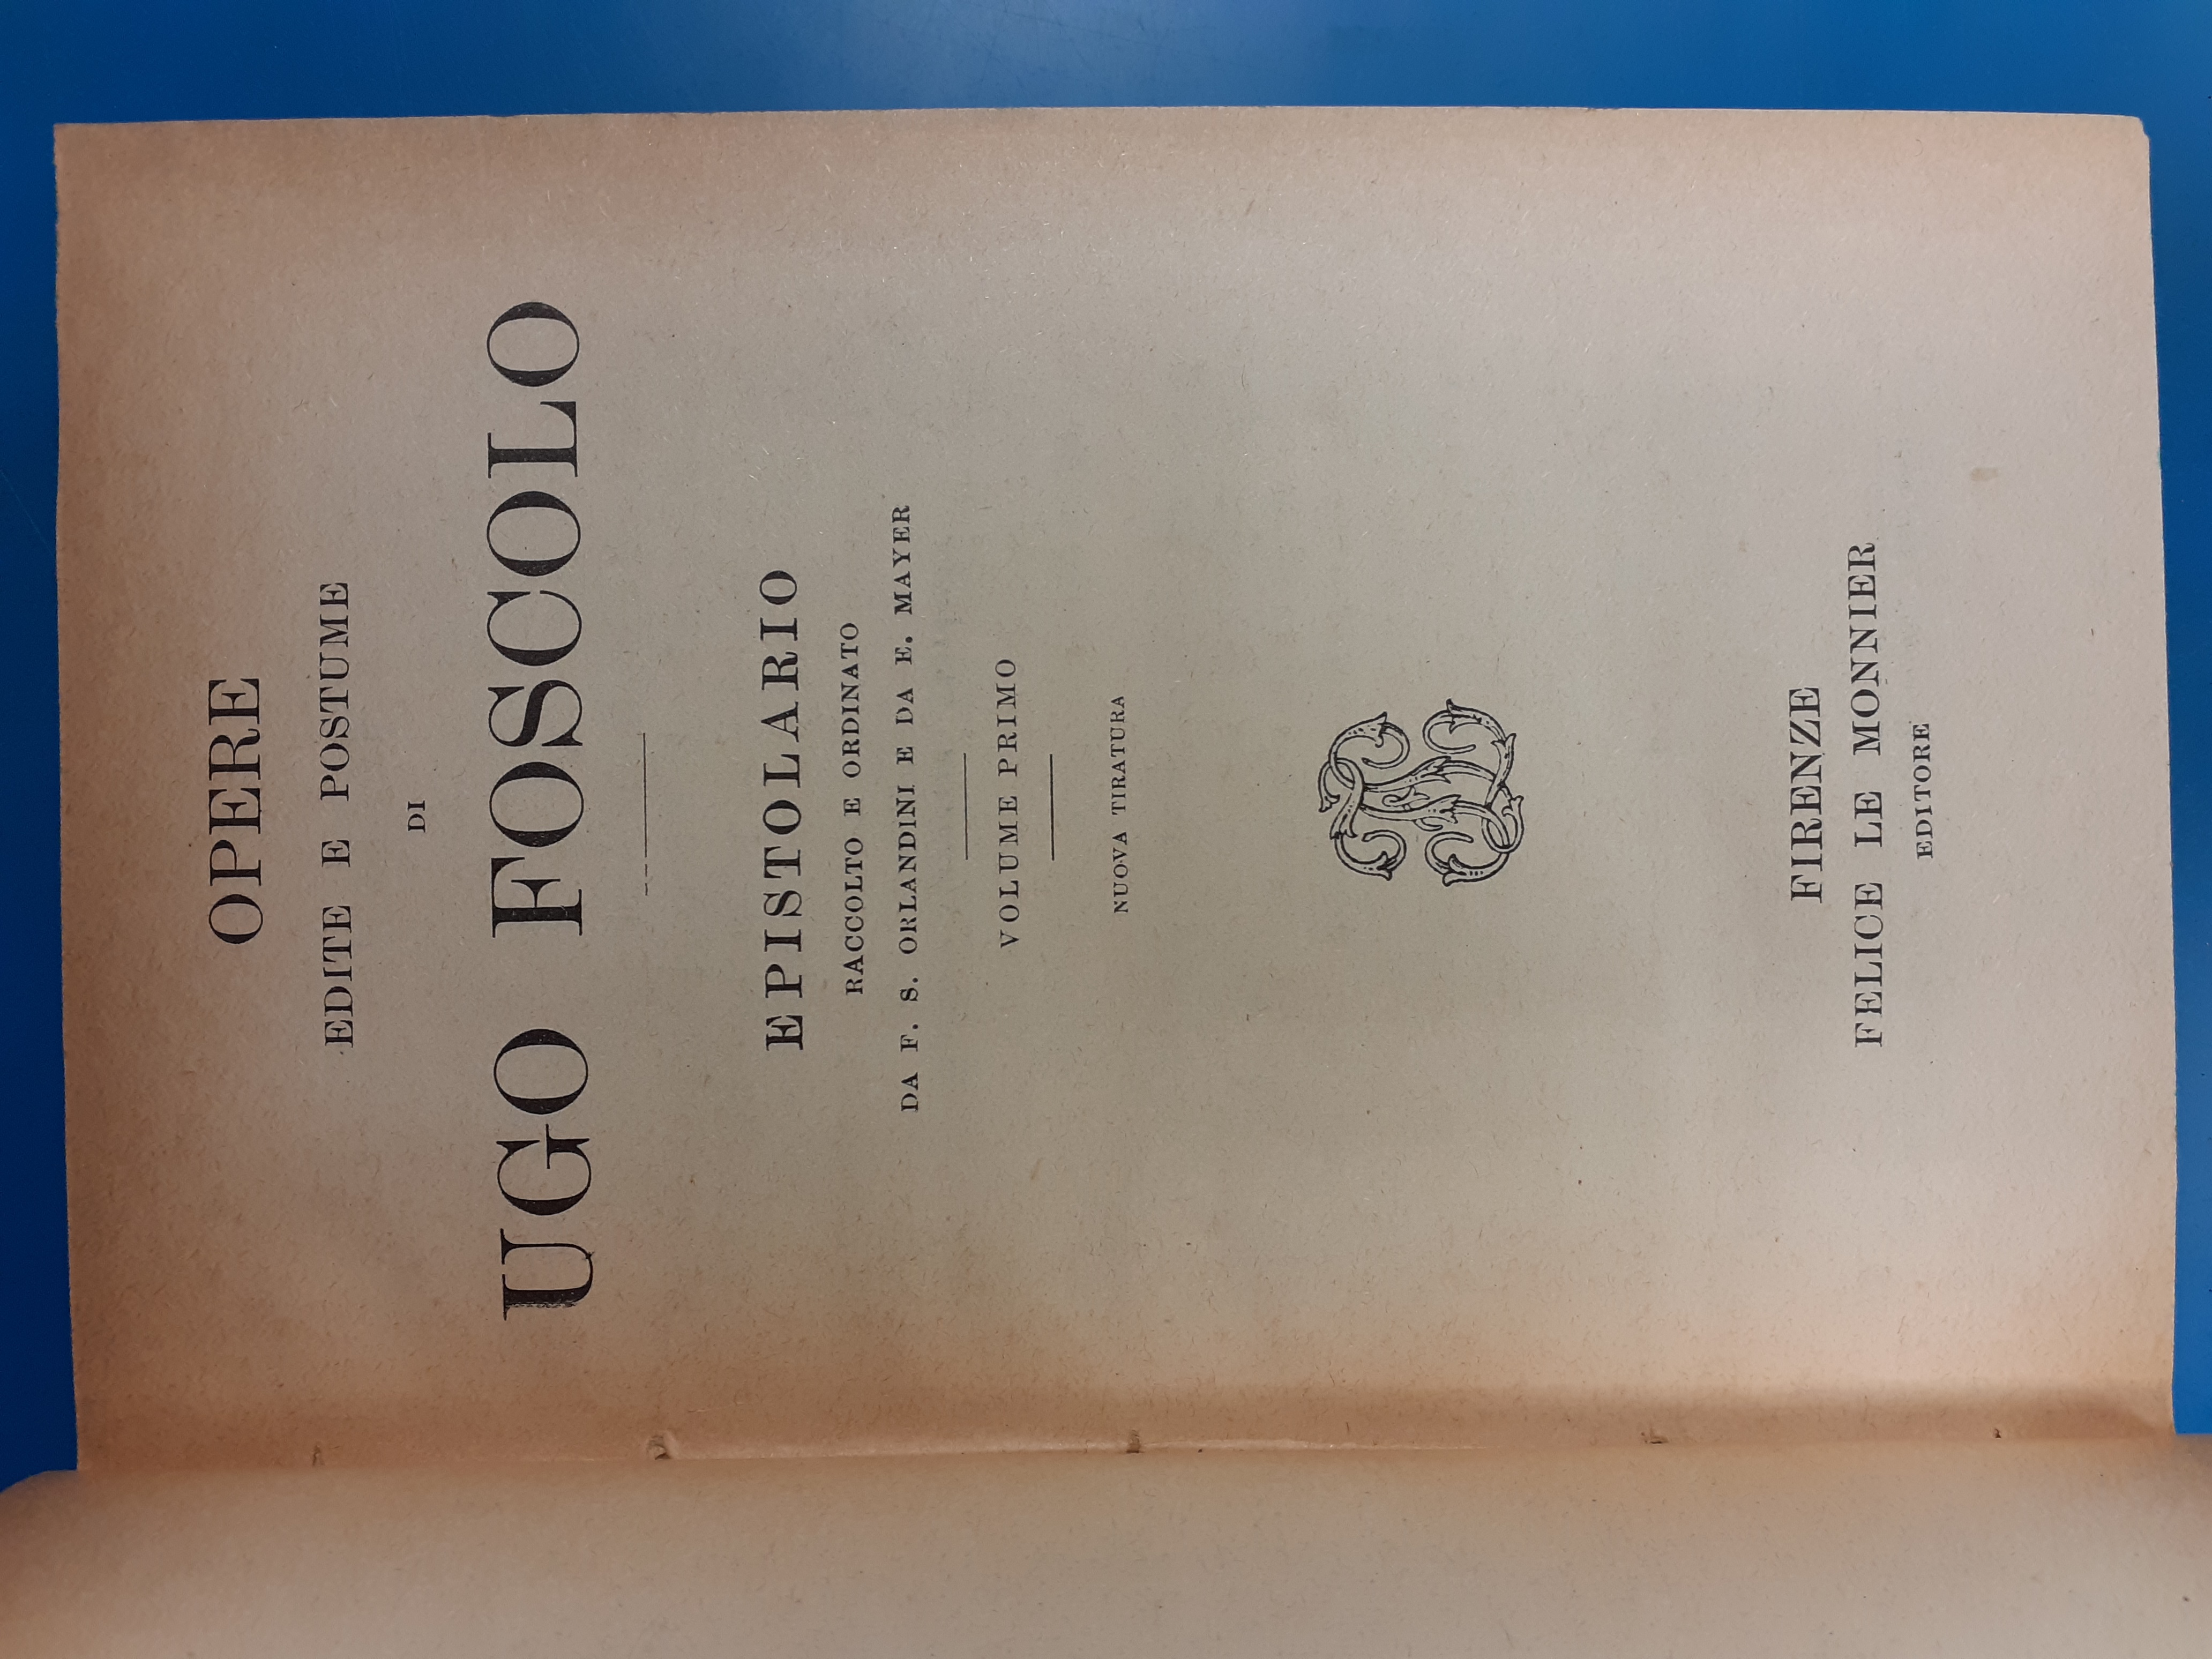 OPERE
EDITE E POSTUME
DI
UGO FOSCOLO
EPISTOLARIO
RACCOLTO E ORDINATO
DA F. S. ORLANDINI E DA E. MAYER
VOLUME PRIMO
NUOVA TIRATURA
FIRENZE
FELICE LE MONNIER
EDITORE